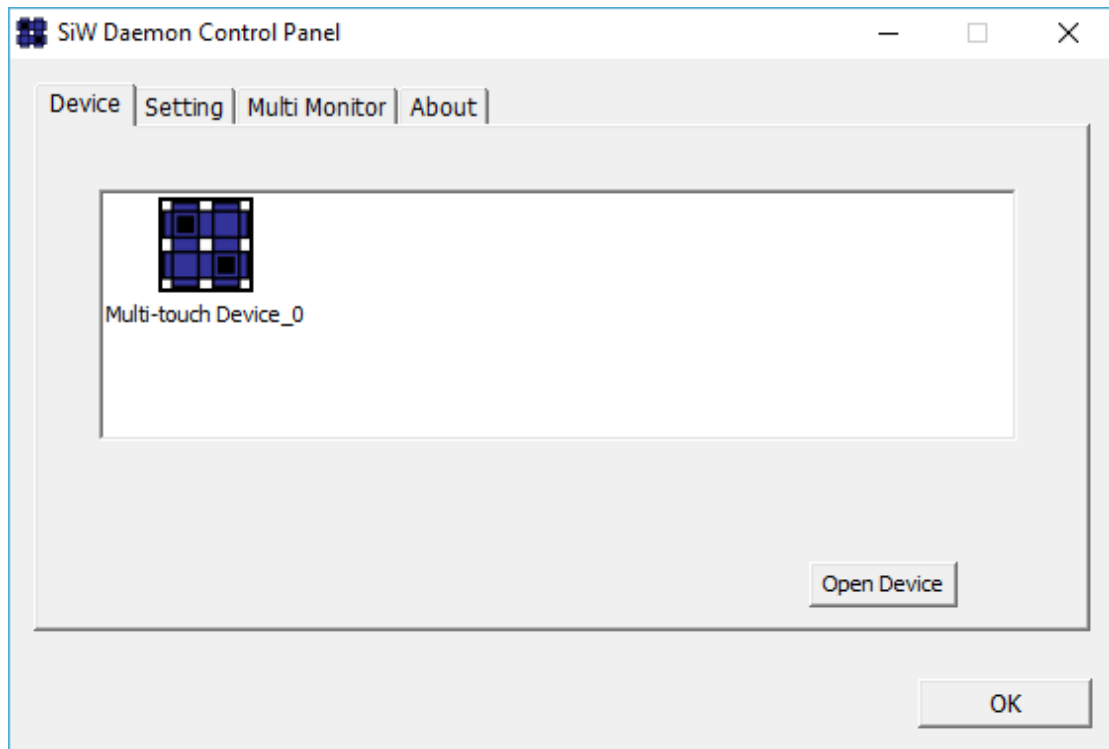 SiW Daemon Control Panel
Device Setting Multi Monitor About
Multi-touch Device_0
Open Device
OK